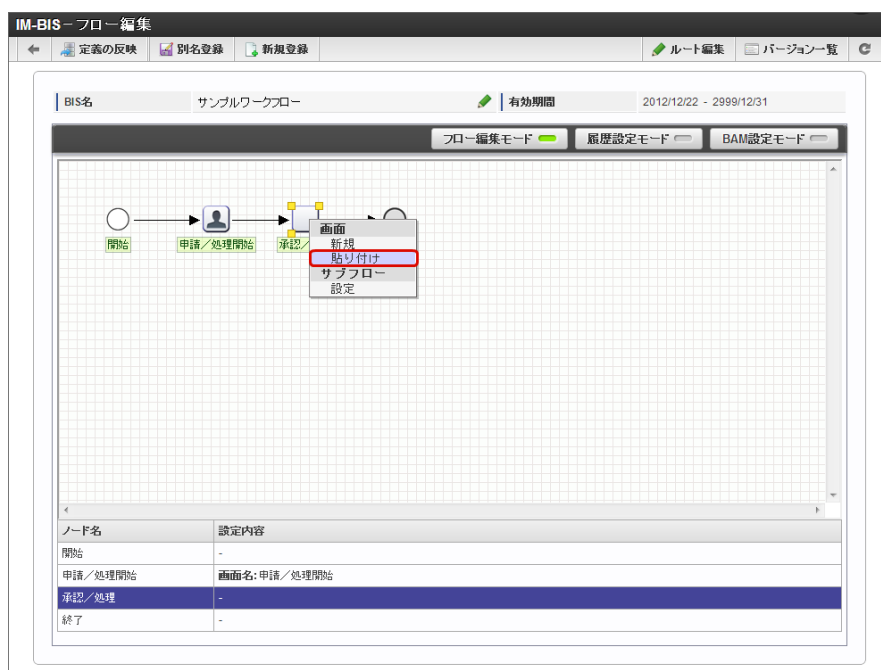 IM-BIS－フロー編集
定義の反映 別名登録 新規登録 ルート編集 バージョン一覧
BIS名 サンプルワークフロー 有効期間 2012/12/22 - 2999/12/31
フロー編集モード 履歴設定モード BAM設定モード
開始 申請／処理開始 承認／
画面
新規
貼り付け
サブフロー
設定
ノード名 設定内容
開始 -
申請／処理開始 画面名:申請／処理開始
承認／処理 -
終了 -